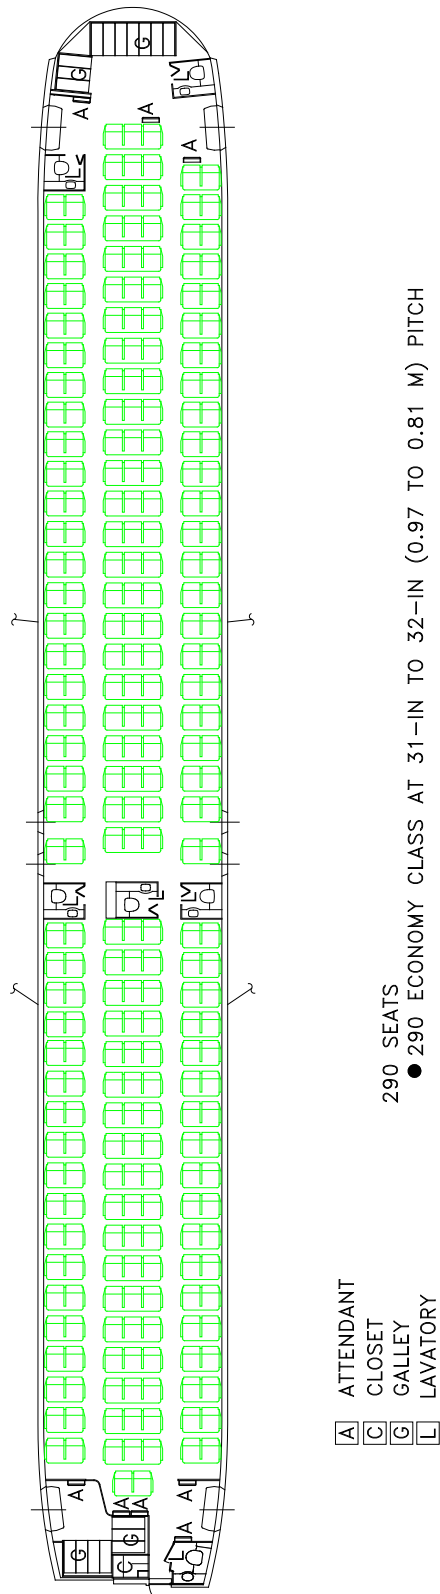 G
G
L
A
A
A
L
L
L
L
A
A
A
A
A
G
G
C
L
290 SEATS
● 290 ECONOMY CLASS AT 31-IN TO 32-IN (0.97 TO 0.81 M) PITCH
A ATTENDANT
C CLOSET
G GALLEY
L LAVATORY